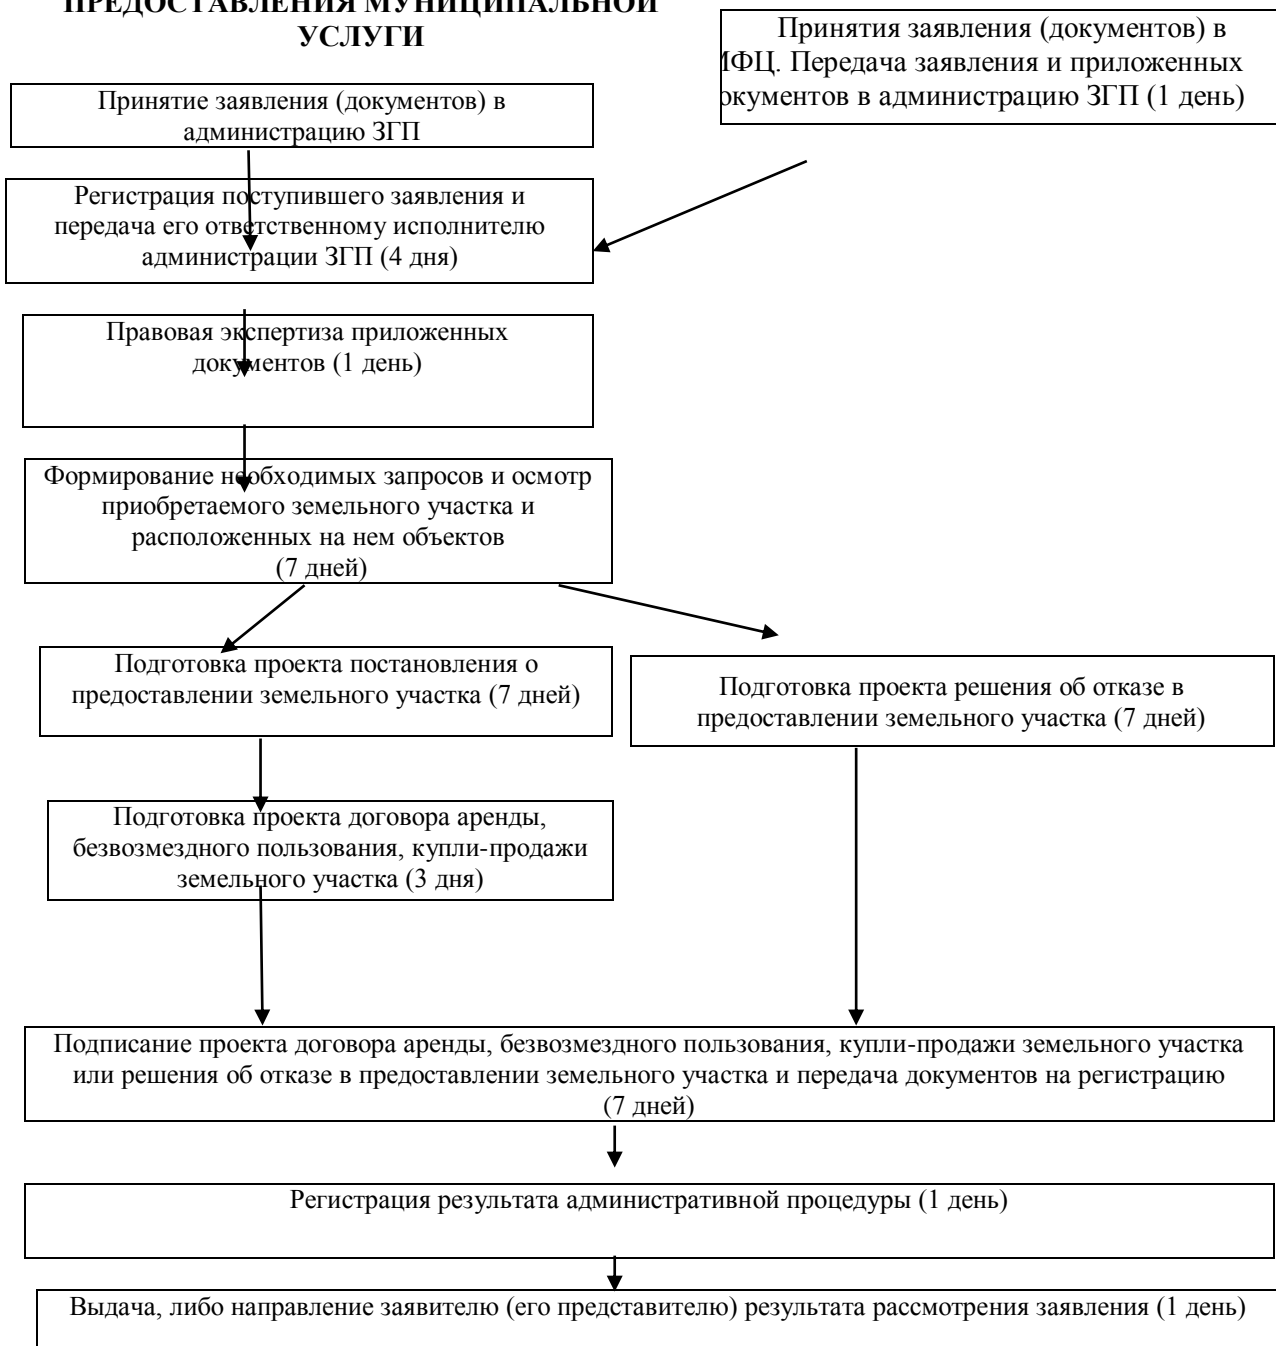 ПРЕДОСТАВЛЕНИЯ МУНИЦИПАЛЬНОЙ
УСЛУГИ
Принятия заявления (документов) в
МФЦ. Передача заявления и приложенных
окументов в администрацию ЗГП (1 день)
Принятие заявления (документов) в
администрацию ЗГП
Регистрация поступившего заявления и
передача его ответственному исполнителю
администрации ЗГП (4 дня)
Правовая экспертиза приложенных
документов (1 день)
Формирование необходимых запросов и осмотр
приобретаемого земельного участка и
расположенных на нем объектов
(7 дней)
Подготовка проекта постановления о
предоставлении земельного участка (7 дней)
Подготовка проекта решения об отказе в
предоставлении земельного участка (7 дней)
Подготовка проекта договора аренды,
безвозмездного пользования, купли-продажи
земельного участка (3 дня)
Подписание проекта договора аренды, безвозмездного пользования, купли-продажи земельного участка
или решения об отказе в предоставлении земельного участка и передача документов на регистрацию
(7 дней)
Регистрация результата административной процедуры (1 день)
Выдача, либо направление заявителю (его представителю) результата рассмотрения заявления (1 день)